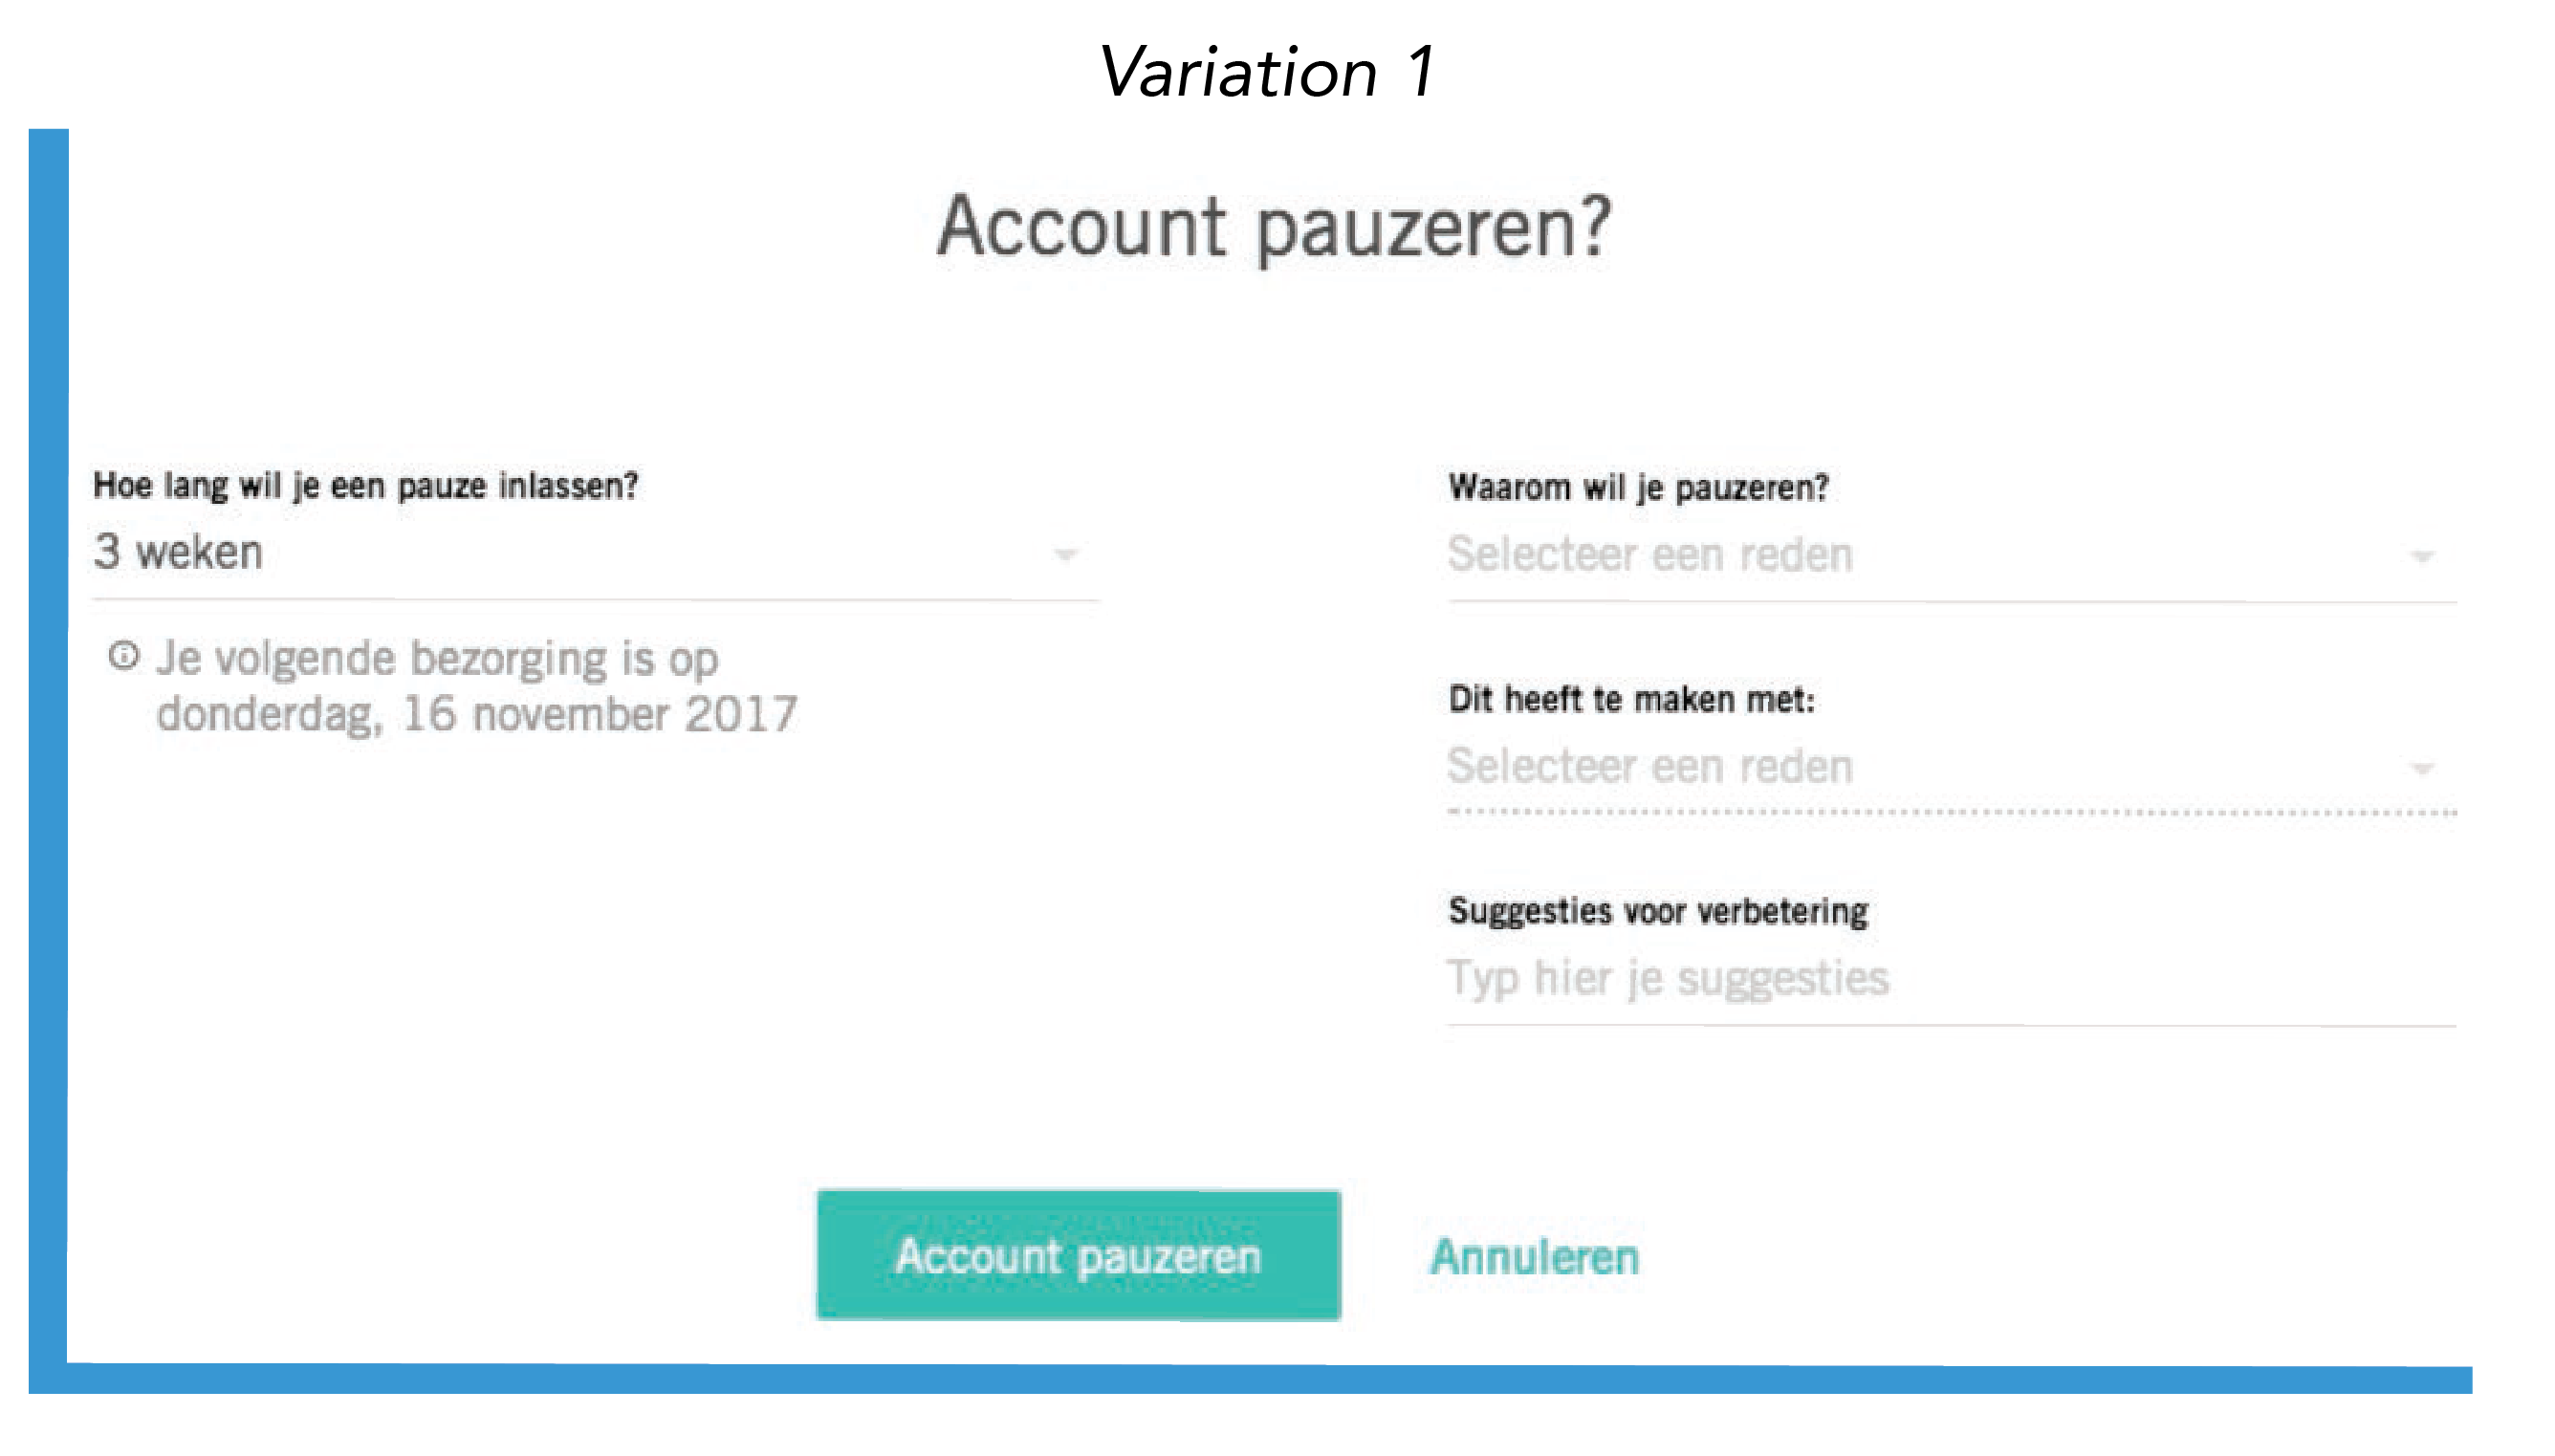 Variation 1
Account pauzeren?
Hoe lang wil je een pauze inlassen?
3 weken
Je volgende bezorging is op
donderdag, 16 november 2017
Waarom wil je pauzeren?
Selecteer een reden
Dit heeft te maken met:
Selecteer een reden
Suggesties voor verbetering
Typ hier je suggesties
Account pauzeren
Annuleren